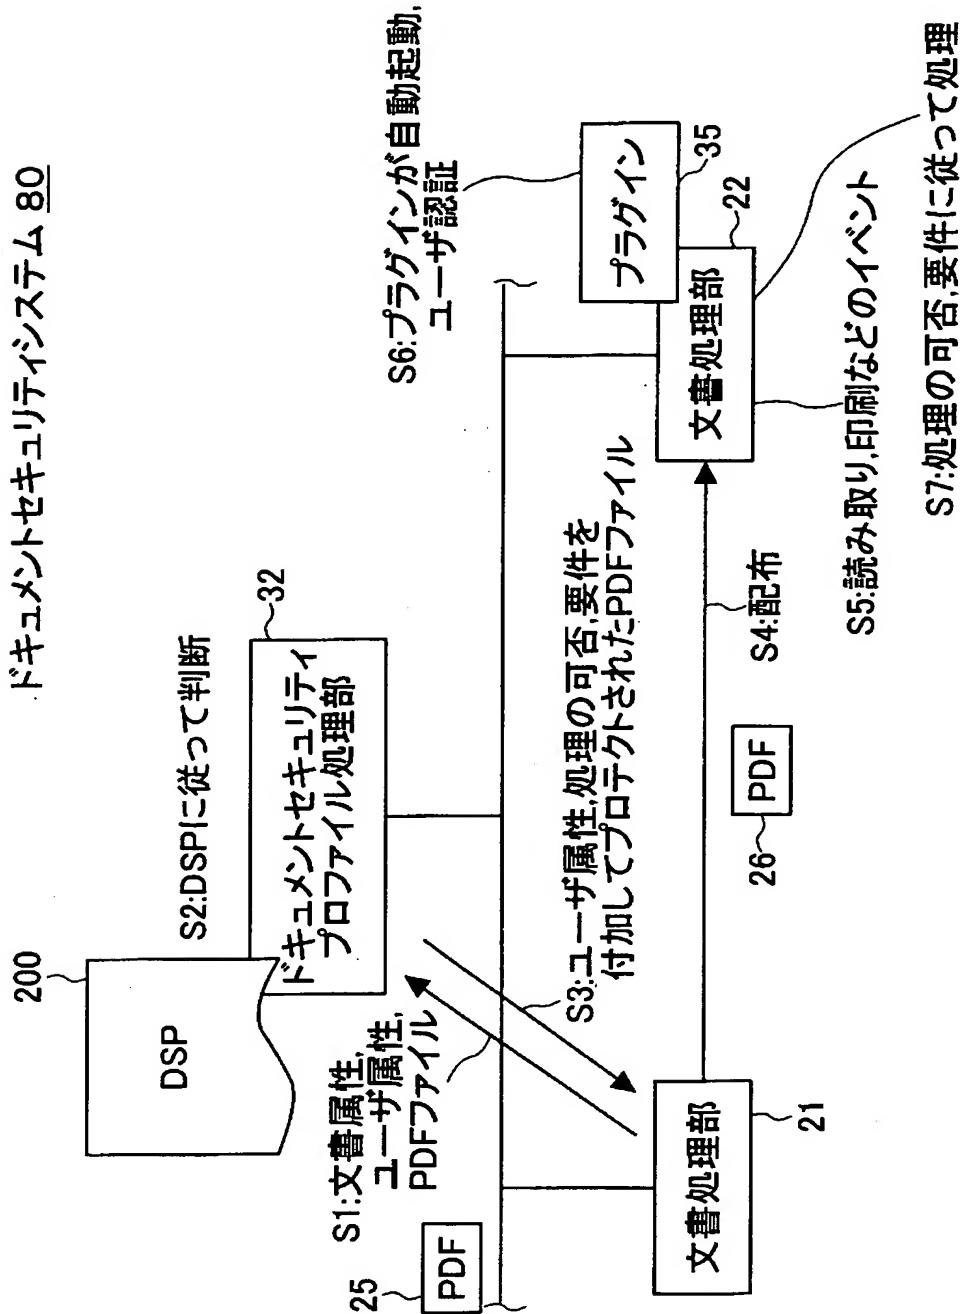 ドキュメントセキュリティシステム 80
200
DSP
S2:DSPに従って判断
32
ドキュメントセキュリティ
プロファイル処理部
S1:文書属性,
ユーザ属性,
PDFファイル
25
PDF
S3:ユーザ属性,処理の可否,要件を
付加してプロテクトされたPDFファイル
S6:プラグインが自動起動,
ユーザ認証
プラグイン
35
文書処理部
22
文書処理部
21
26
PDF
S4:配布
S5:読み取り,印刷などのイベント
S7:処理の可否,要件に従って処理